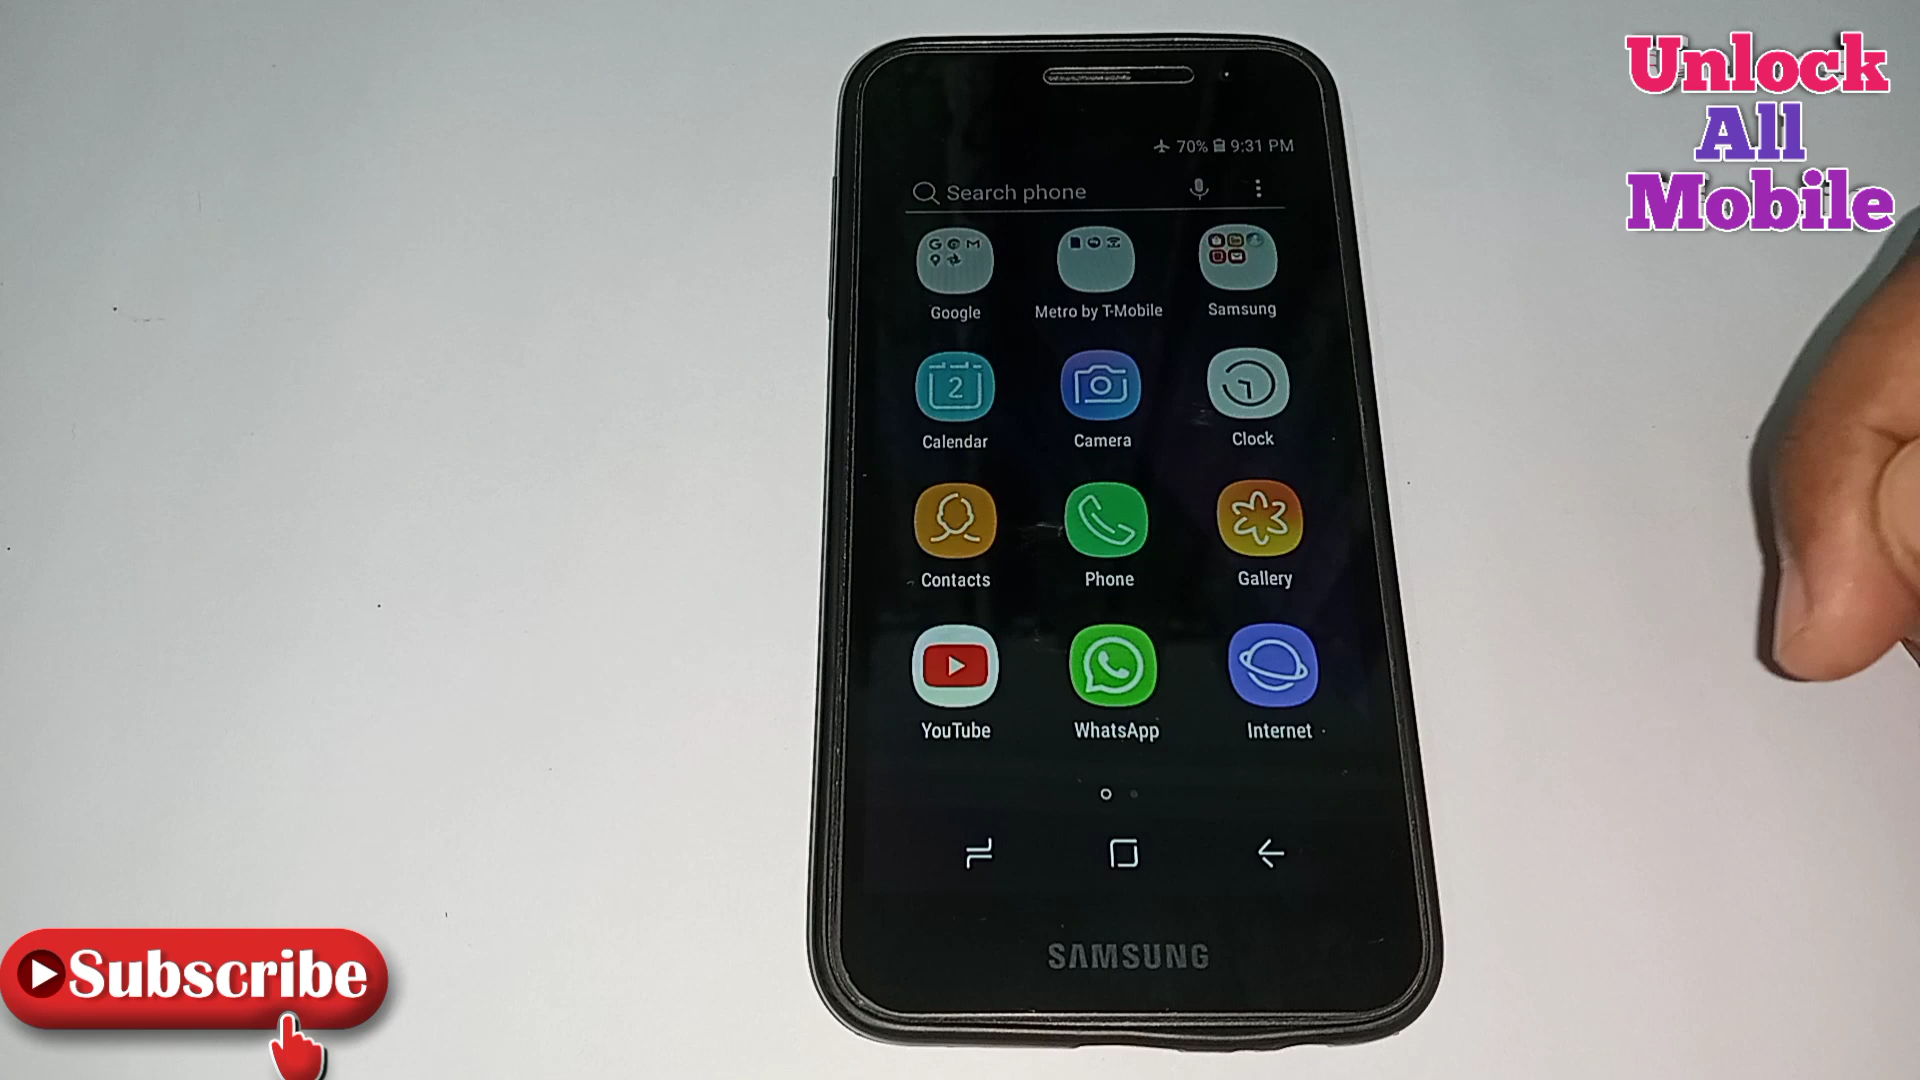 Unlock
All
Mobile
70% 9:31 PM
Search phone
G M
Google
Metro by T-Mobile
Samsung
2
Calendar
Camera
Clock
Contacts
Phone
Gallery
YouTube
WhatsApp
Internet
SAMSUNG
Subscribe